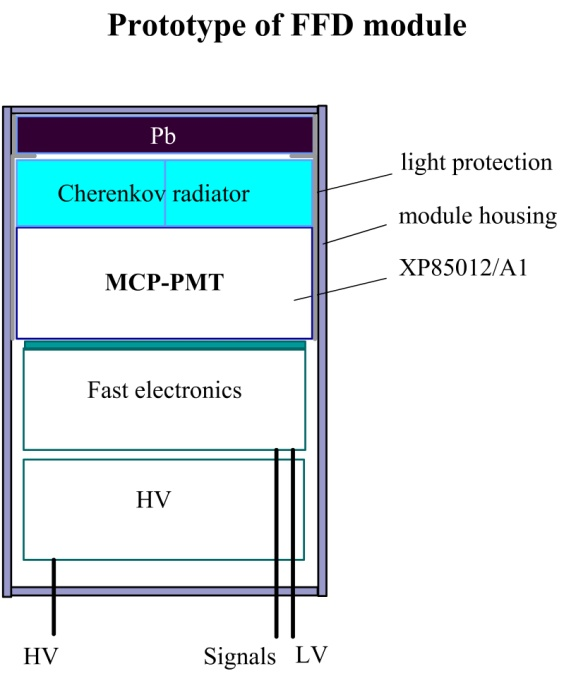 Prototype of FFD module
Pb
light protection
Cherenkov radiator
module housing
XP85012/A1
MCP-PMT
Fast electronics
HV
HV
Signals
LV